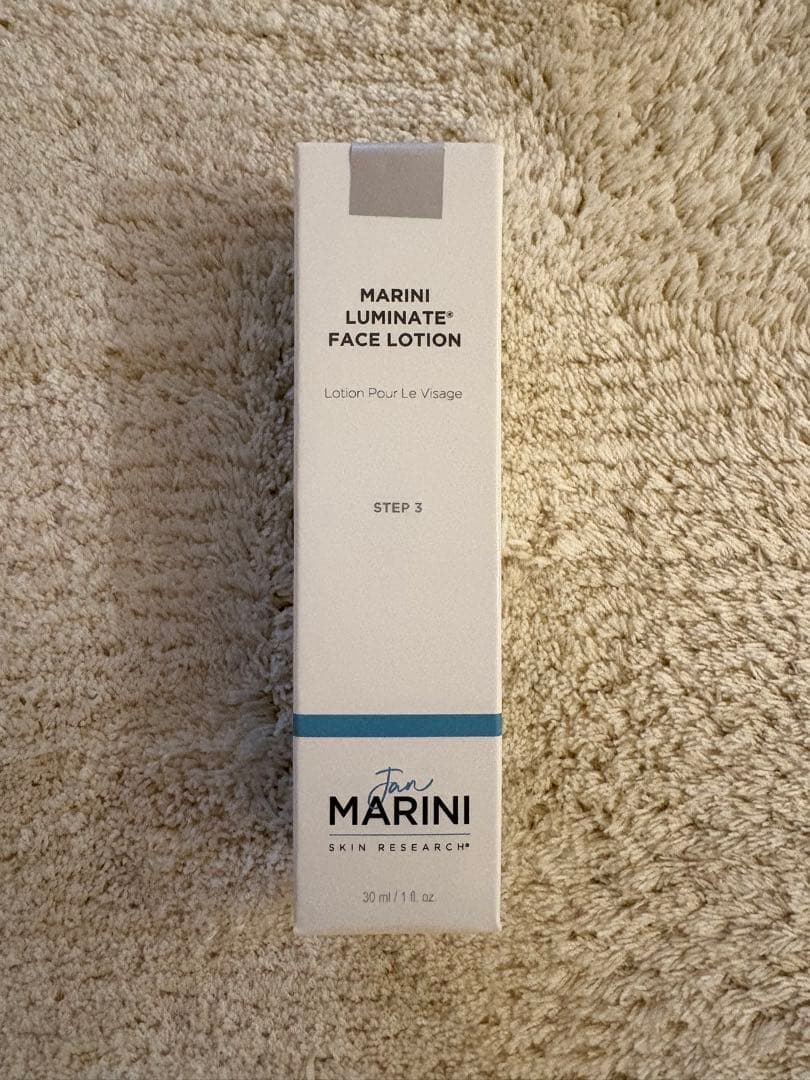 MARINI
LUMINATE®
FACE LOTION
Lotion Pour Le Visage
STEP 3
Jan
MARINI
SKIN RESEARCH®
30 ml / 1 fl. oz.